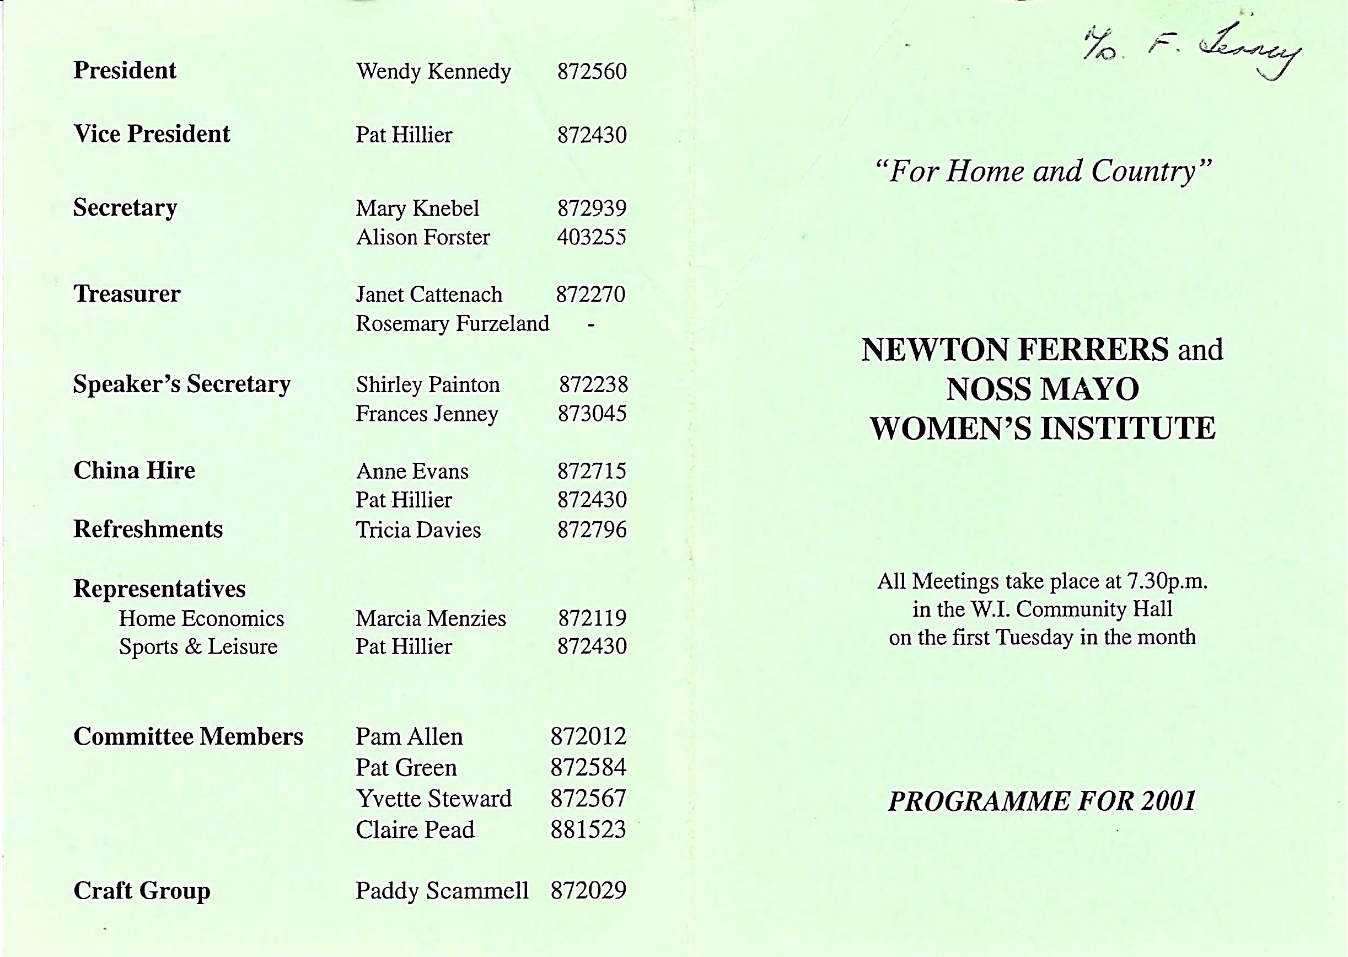 President Wendy Kennedy 872560
Vice President Pat Hillier 872430
Secretary Mary Knebel 872939
Alison Forster 403255
Treasurer Janet Cattenach 872270
Rosemary Furzeland -
Speaker's Secretary Shirley Painton 872238
Frances Jenney 873045
China Hire Anne Evans 872715
Pat Hillier 872430
Refreshments Tricia Davies 872796
Representatives
Home Economics Marcia Menzies 872119
Sports & Leisure Pat Hillier 872430
Committee Members Pam Allen 872012
Pat Green 872584
Yvette Steward 872567
Claire Pead 881523
Craft Group Paddy Scammell 872029
F. Jenney
"For Home and Country"
NEWTON FERRERS and
NOSS MAYO
WOMEN'S INSTITUTE
All Meetings take place at 7.30p.m.
in the W.I. Community Hall
on the first Tuesday in the month
PROGRAMME FOR 2001